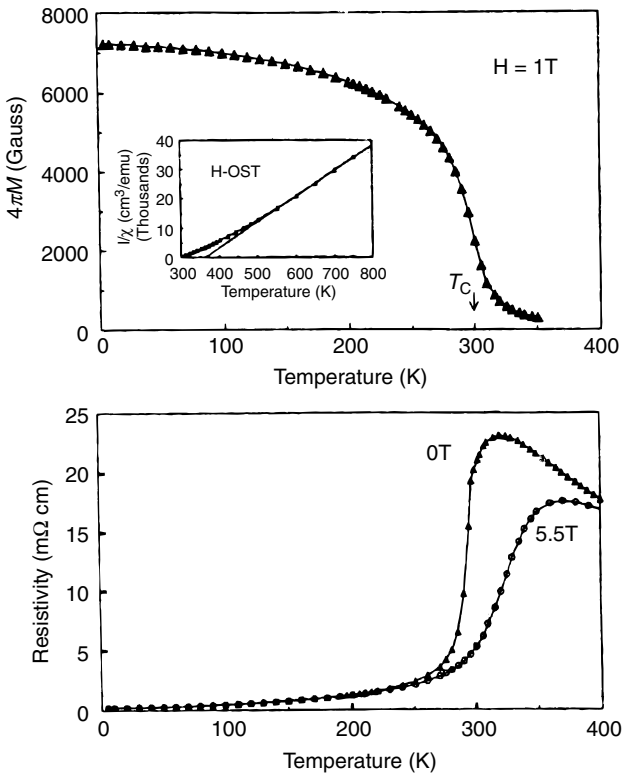 8000
6000
4000
2000
0
4πM (Gauss)
H = 1T
40
30
20
10
0
I/χ (cm³/emu)
(Thousands)
H-OST
300 400 500 600 700 800
Temperature (K)
TC
0 100 200 300 400
Temperature (K)
25
20
15
10
5
0
Resistivity (mΩ cm)
0T
5.5T
0 100 200 300 400
Temperature (K)